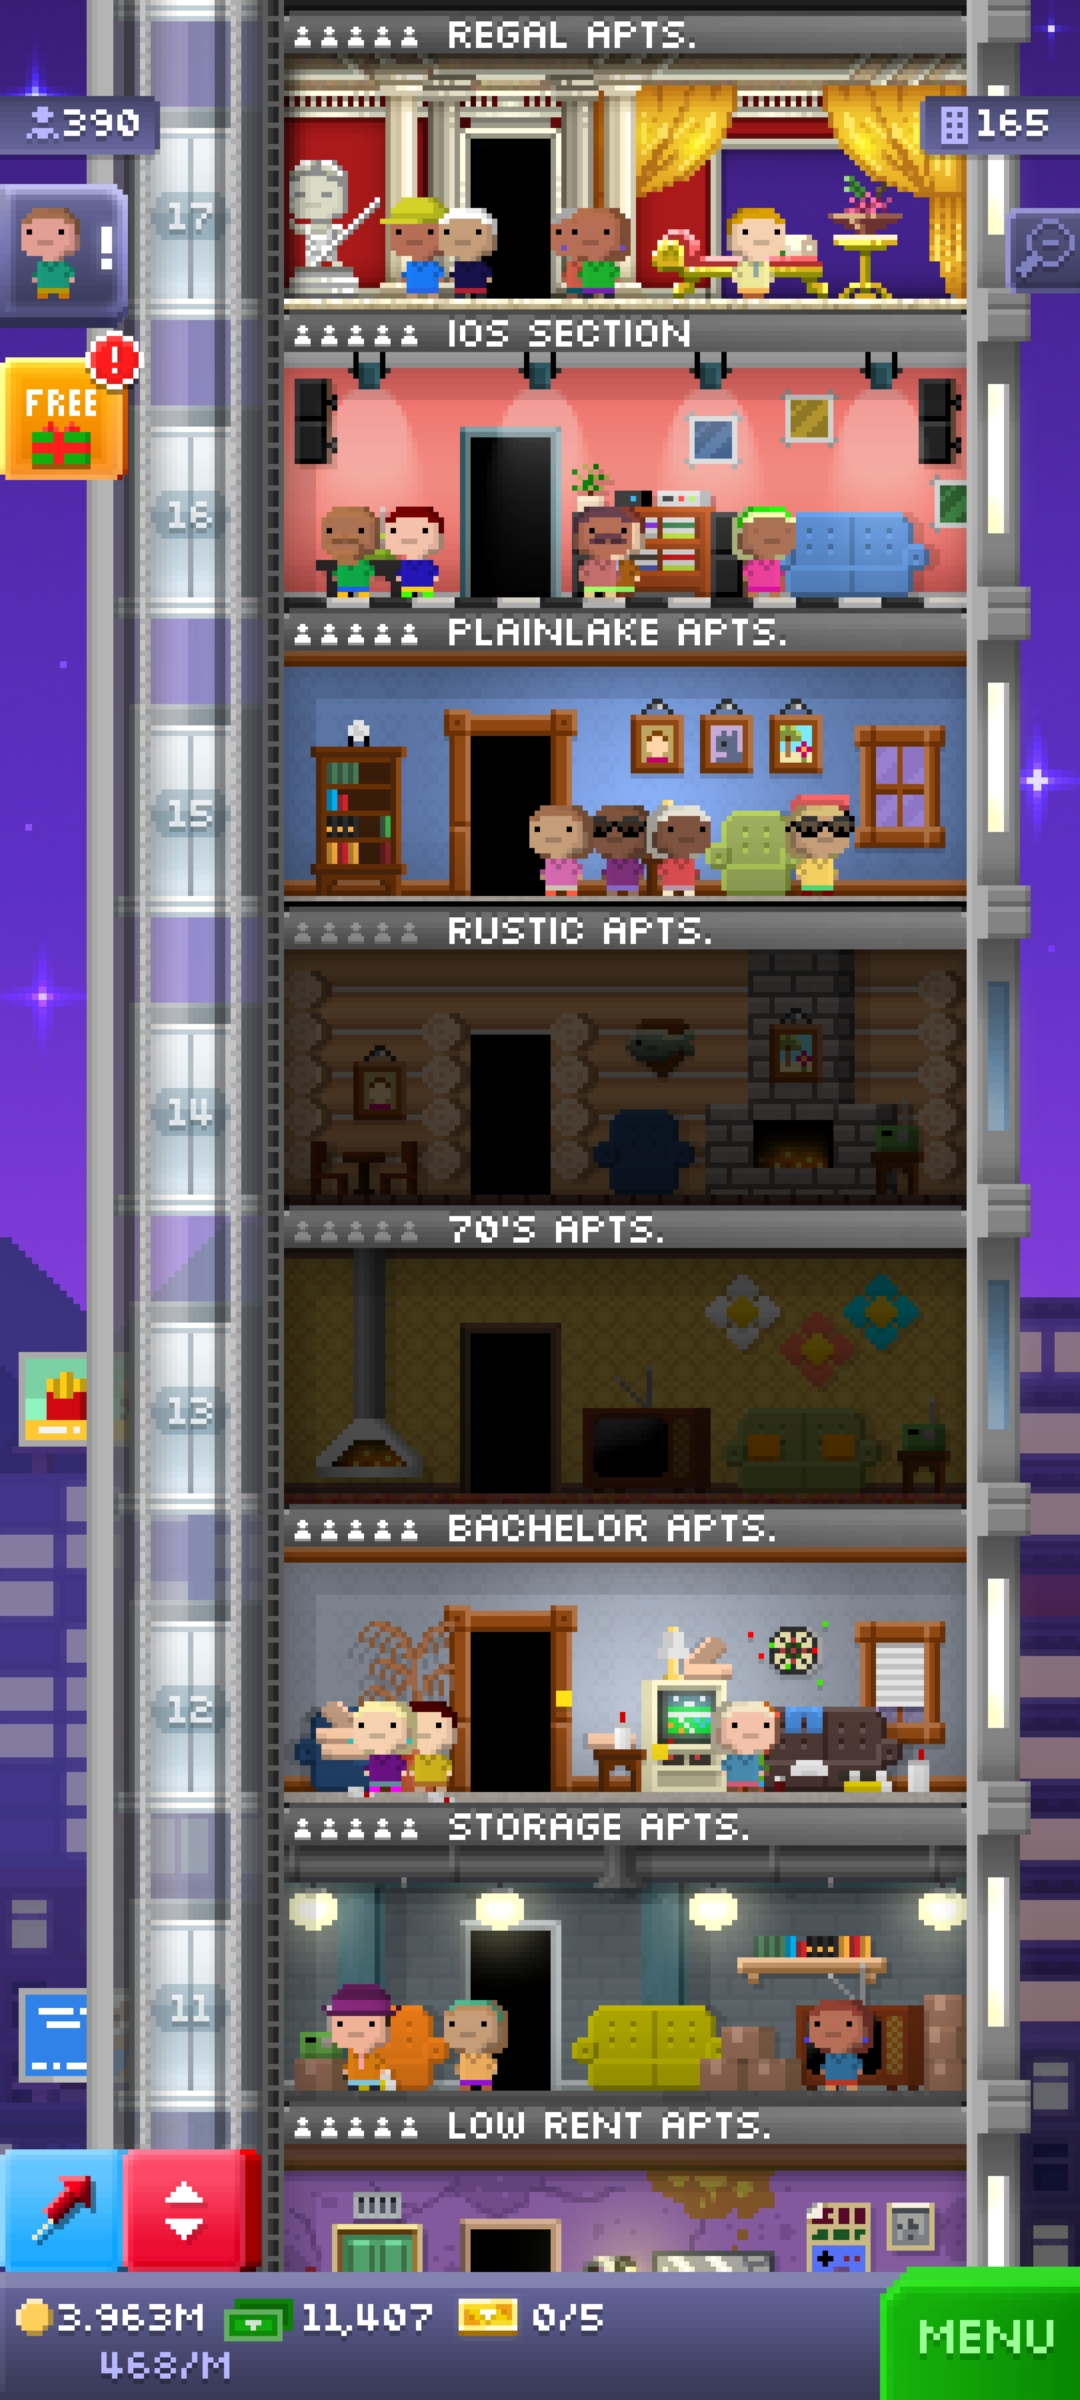 REGAL APTS.
390
165
17
!
IOS SECTION
!
FREE
16
PLAINLAKE APTS.
15
RUSTIC APTS.
14
70'S APTS.
13
BACHELOR APTS.
12
STORAGE APTS.
11
LOW RENT APTS.
3.963M
11,407
0/5
468/M
MENU